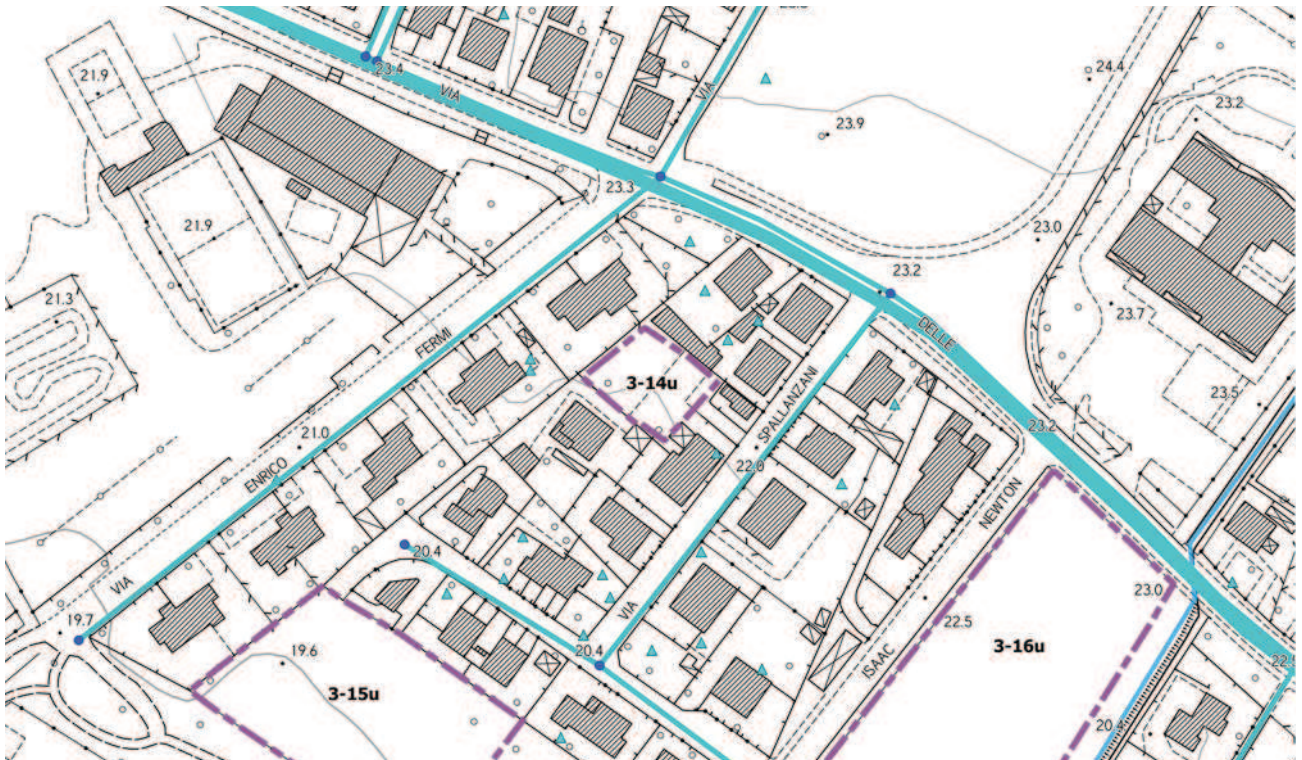 21.9
23.4
VIA
VIA
24.4
23.2
23.9
23.3
21.9
23.0
23.2
21.3
23.7
FERMI
DELLE
3-14u
23.5
SPALLANZANI
21.0
23.2
ENRICO
22.0
NEWTON
20.4
VIA
23.0
19.7
VIA
22.5
3-16u
19.6
20.4
ISAAC
3-15u
20.4